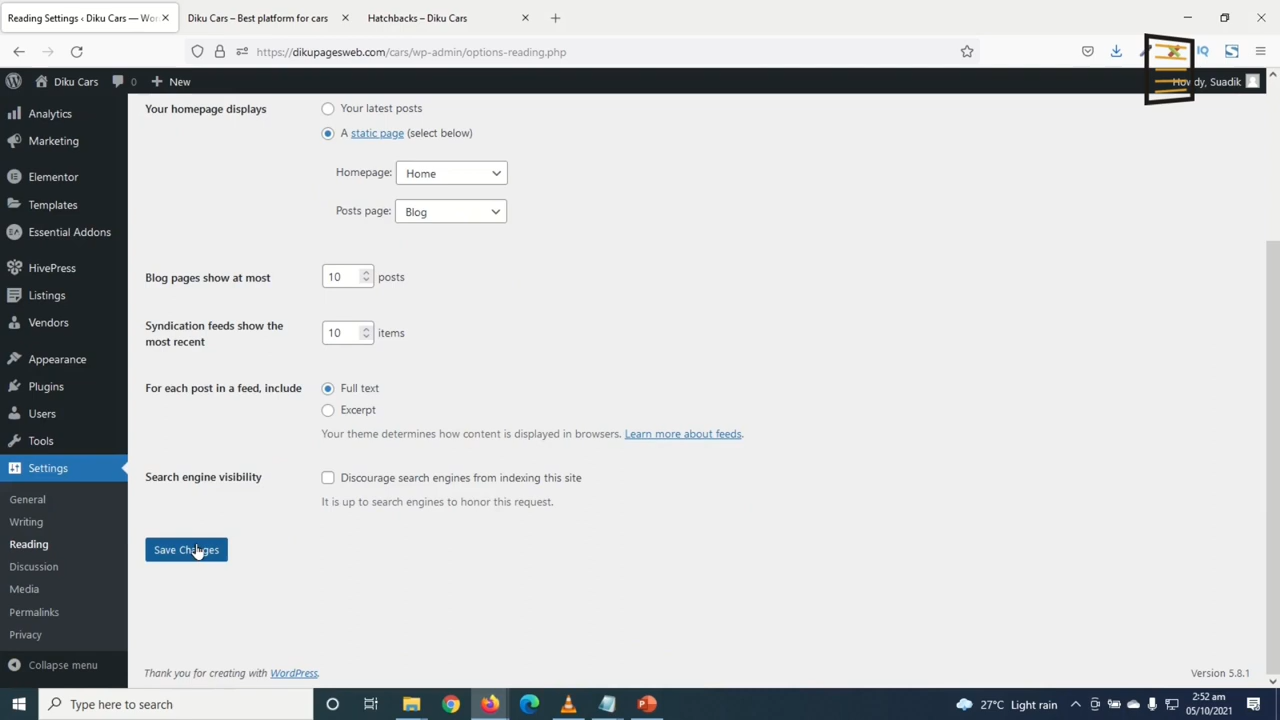 Reading Settings ‹ Diku Cars — Wor
Diku Cars – Best platform for cars
Hatchbacks – Diku Cars
https://dikupagesweb.com/cars/wp-admin/options-reading.php
IQ
Diku Cars
0
New
Howdy, Suadik
Analytics
Marketing
Elementor
Templates
Essential Addons
HivePress
Listings
Vendors
Appearance
Plugins
Users
Tools
Settings
General
Writing
Reading
Discussion
Media
Permalinks
Privacy
Collapse menu
Your homepage displays
Your latest posts
A static page (select below)
Homepage: Home
Posts page: Blog
Blog pages show at most
10 posts
Syndication feeds show the
most recent
10 items
For each post in a feed, include
Full text
Excerpt
Your theme determines how content is displayed in browsers. Learn more about feeds.
Search engine visibility
Discourage search engines from indexing this site
It is up to search engines to honor this request.
Save Changes
Thank you for creating with WordPress.
Version 5.8.1
Type here to search
27°C Light rain
2:52 am
05/10/2021